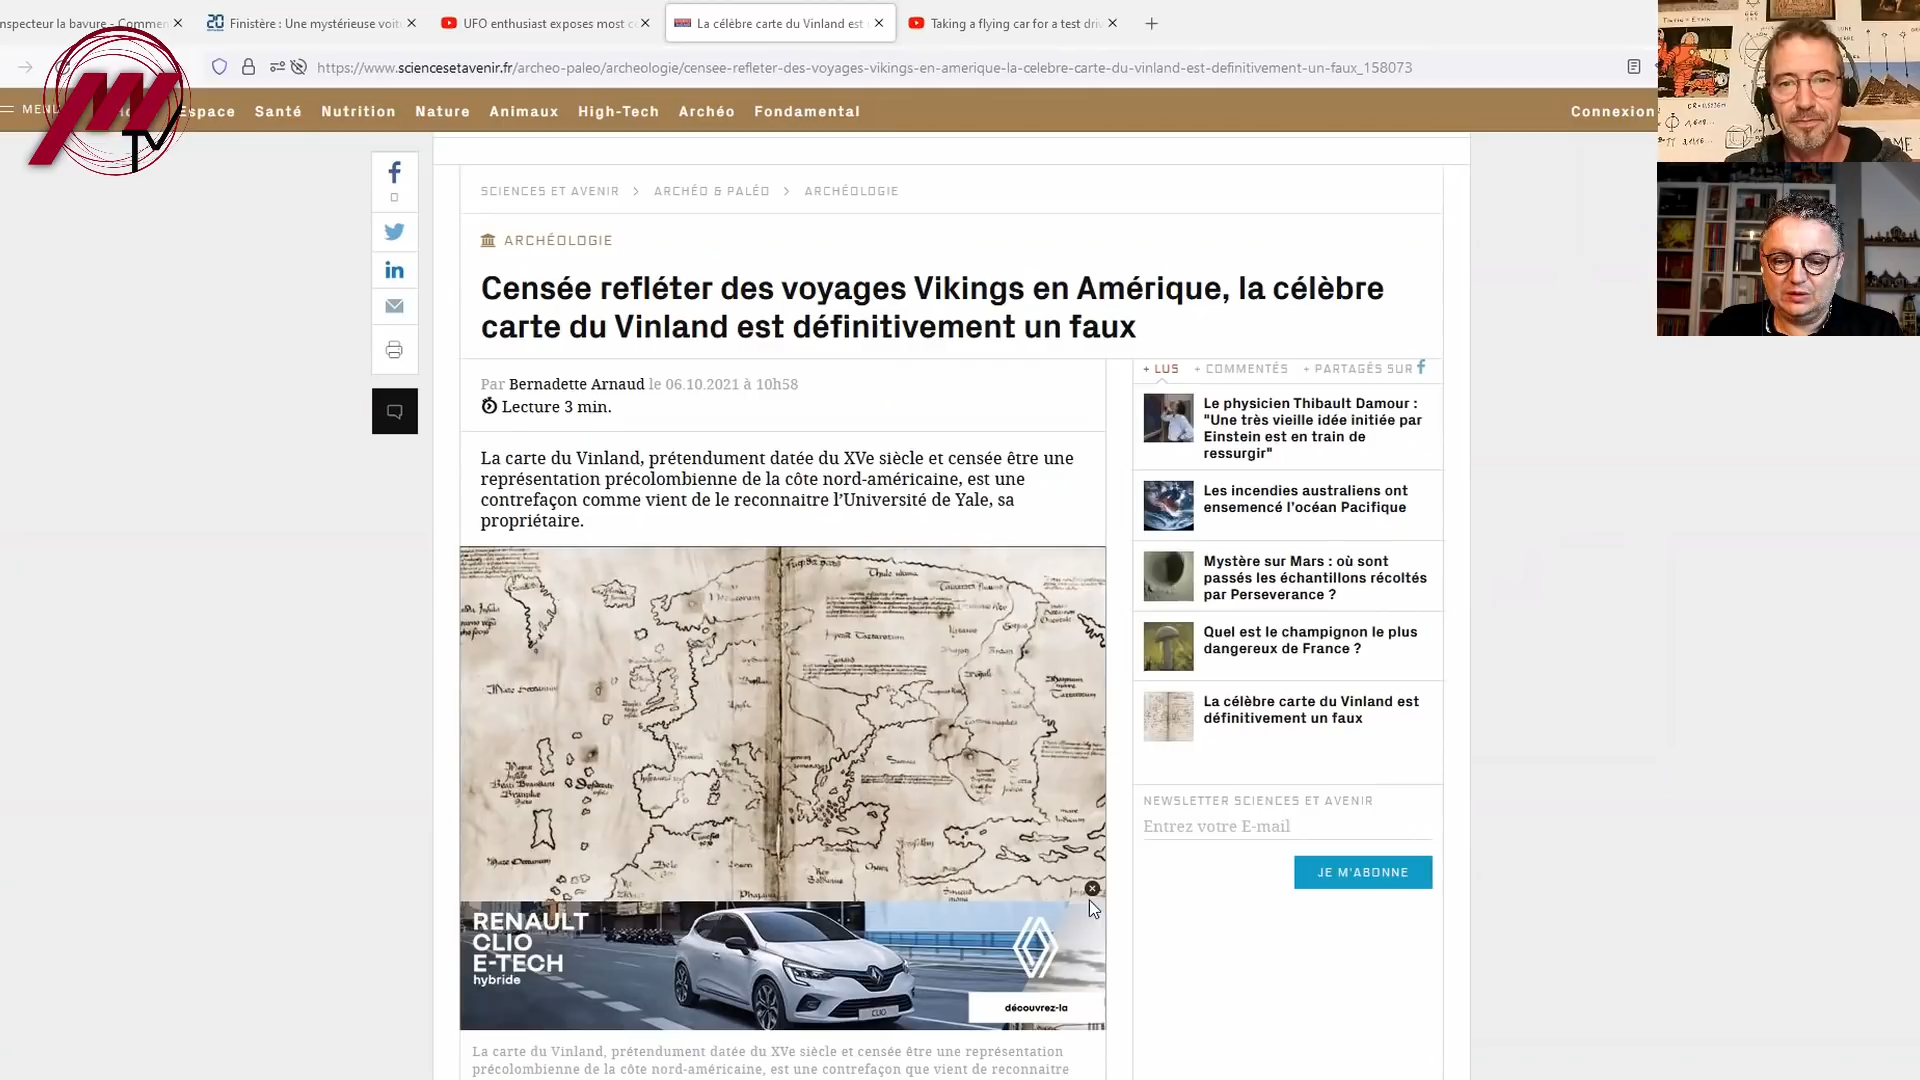 nspecteur la bavure - Commen
Finistère : Une mystérieuse voit
UFO enthusiast exposes most c
La célèbre carte du Vinland est
Taking a flying car for a test dri
https://www.sciencesetavenir.fr/archeo-paleo/archeologie/censee-refleter-des-voyages-vikings-en-amerique-la-celebre-carte-du-vinland-est-definitivement-un-faux_158073
MENU
Espace
Santé
Nutrition
Nature
Animaux
High-Tech
Archéo
Fondamental
Connexion
TV
SCIENCES ET AVENIR > ARCHÉO & PALÉO > ARCHÉOLOGIE
ARCHÉOLOGIE
Censée refléter des voyages Vikings en Amérique, la célèbre
carte du Vinland est définitivement un faux
Par Bernadette Arnaud le 06.10.2021 à 10h58
Lecture 3 min.
La carte du Vinland, prétendument datée du XVe siècle et censée être une
représentation précolombienne de la côte nord-américaine, est une
contrefaçon comme vient de le reconnaitre l'Université de Yale, sa
propriétaire.
RENAULT
CLIO
E-TECH
hybride
CLIO
découvrez-la
La carte du Vinland, prétendument datée du XVe siècle et censée être une représentation
précolombienne de la côte nord-américaine, est une contrefaçon que vient de reconnaitre
+ LUS
+ COMMENTÉS
+ PARTAGÉS SUR
Le physicien Thibault Damour :
"Une très vieille idée initiée par
Einstein est en train de
ressurgir"
Les incendies australiens ont
ensemencé l'océan Pacifique
Mystère sur Mars : où sont
passés les échantillons récoltés
par Perseverance ?
Quel est le champignon le plus
dangereux de France ?
La célèbre carte du Vinland est
définitivement un faux
NEWSLETTER SCIENCES ET AVENIR
Entrez votre E-mail
JE M'ABONNE